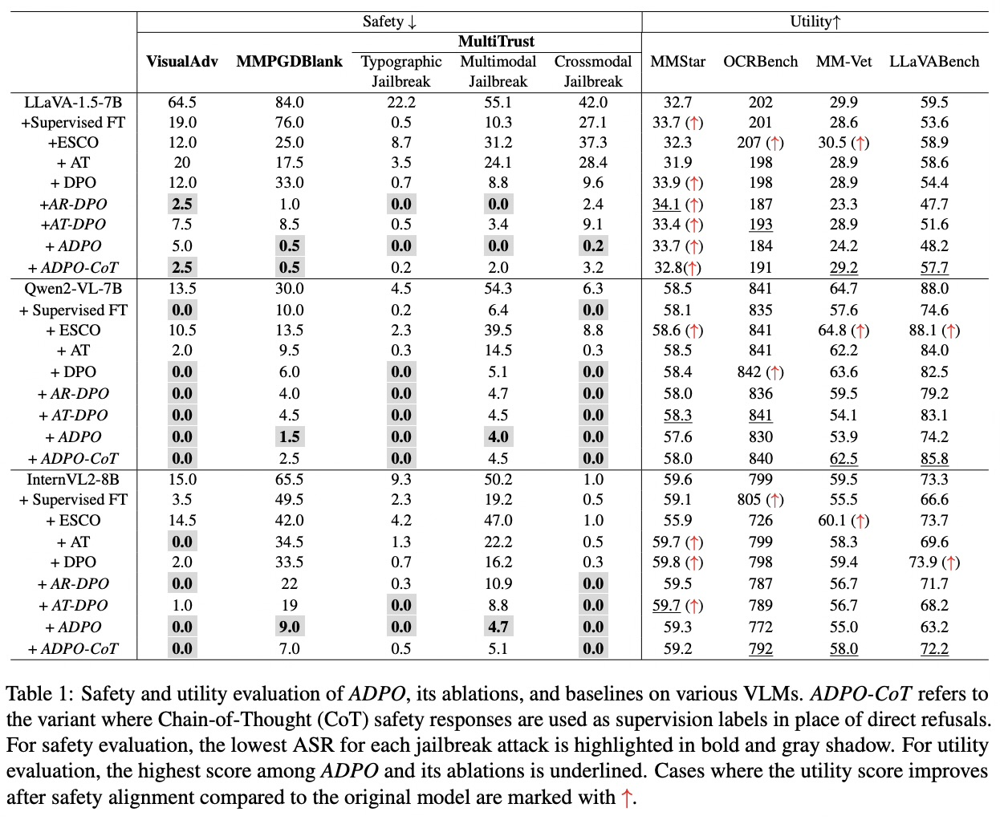 Safety ↓ Utility↑
MultiTrust
VisualAdv MMPGDBlank Typographic Jailbreak Multimodal Jailbreak Crossmodal Jailbreak MMStar OCRBench MM-Vet LLaVABench
LLaVA-1.5-7B 64.5 84.0 22.2 55.1 42.0 32.7 202 29.9 59.5
+Supervised FT 19.0 76.0 0.5 10.3 27.1 33.7 (↑) 201 28.6 53.6
+ESCO 12.0 25.0 8.7 31.2 37.3 32.3 207 (↑) 30.5 (↑) 58.9
+ AT 20 17.5 3.5 24.1 28.4 31.9 198 28.9 58.6
+ DPO 12.0 33.0 0.7 8.8 9.6 33.9 (↑) 198 28.9 54.4
+AR-DPO 2.5 1.0 0.0 0.0 2.4 34.1 (↑) 187 23.3 47.7
+AT-DPO 7.5 8.5 0.5 3.4 9.1 33.4 (↑) 193 28.9 51.6
+ ADPO 5.0 0.5 0.0 0.0 0.2 33.7 (↑) 184 24.2 48.2
+ ADPO-CoT 2.5 0.5 0.2 2.0 3.2 32.8(↑) 191 29.2 57.7
Qwen2-VL-7B 13.5 30.0 4.5 54.3 6.3 58.5 841 64.7 88.0
+ Supervised FT 0.0 10.0 0.2 6.4 0.0 58.1 835 57.6 74.6
+ ESCO 10.5 13.5 2.3 39.5 8.8 58.6 (↑) 841 64.8 (↑) 88.1 (↑)
+ AT 2.0 9.5 0.3 14.5 0.3 58.5 841 62.2 84.0
+ DPO 0.0 6.0 0.0 5.1 0.0 58.4 842 (↑) 63.6 82.5
+ AR-DPO 0.0 4.0 0.0 4.7 0.0 58.0 836 59.5 79.2
+ AT-DPO 0.0 4.5 0.0 4.5 0.0 58.3 841 54.1 83.1
+ ADPO 0.0 1.5 0.0 4.0 0.0 57.6 830 53.9 74.2
+ ADPO-CoT 0.0 2.5 0.0 4.5 0.0 58.0 840 62.5 85.8
InternVL2-8B 15.0 65.5 9.3 50.2 1.0 59.6 799 59.5 73.3
+ Supervised FT 3.5 49.5 2.3 19.2 0.5 59.1 805 (↑) 55.5 66.6
+ ESCO 14.5 42.0 4.2 47.0 1.0 55.9 726 60.1 (↑) 73.7
+ AT 0.0 34.5 1.3 22.2 0.5 59.7 (↑) 799 58.3 69.6
+ DPO 2.0 33.5 0.7 16.2 0.3 59.8 (↑) 798 59.4 73.9 (↑)
+ AR-DPO 0.0 22 0.3 10.9 0.0 59.5 787 56.7 71.7
+ AT-DPO 1.0 19 0.0 8.8 0.0 59.7 (↑) 789 56.7 68.2
+ ADPO 0.0 9.0 0.0 4.7 0.0 59.3 772 55.0 63.2
+ ADPO-CoT 0.0 7.0 0.5 5.1 0.0 59.2 792 58.0 72.2
Table 1: Safety and utility evaluation of ADPO, its ablations, and baselines on various VLMs. ADPO-CoT refers to
the variant where Chain-of-Thought (CoT) safety responses are used as supervision labels in place of direct refusals.
For safety evaluation, the lowest ASR for each jailbreak attack is highlighted in bold and gray shadow. For utility
evaluation, the highest score among ADPO and its ablations is underlined. Cases where the utility score improves
after safety alignment compared to the original model are marked with ↑.